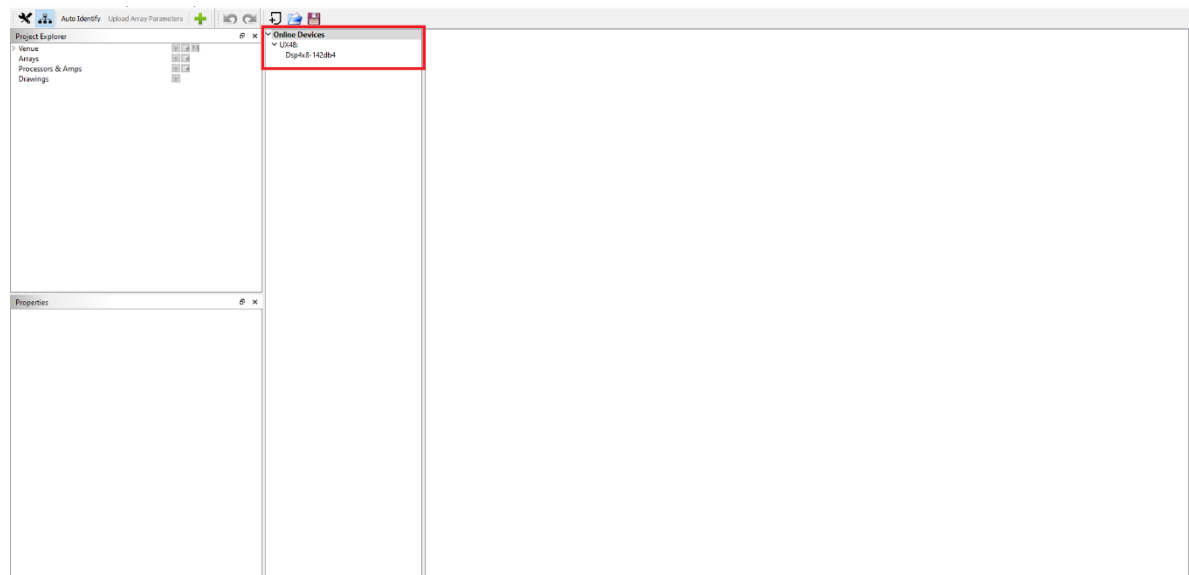 Auto Identify Upload Array Parameters
Project Explorer
Venue
Arrays
Processors & Amps
Drawings
Online Devices
UX48:
Dsp4x8-142db4
Properties